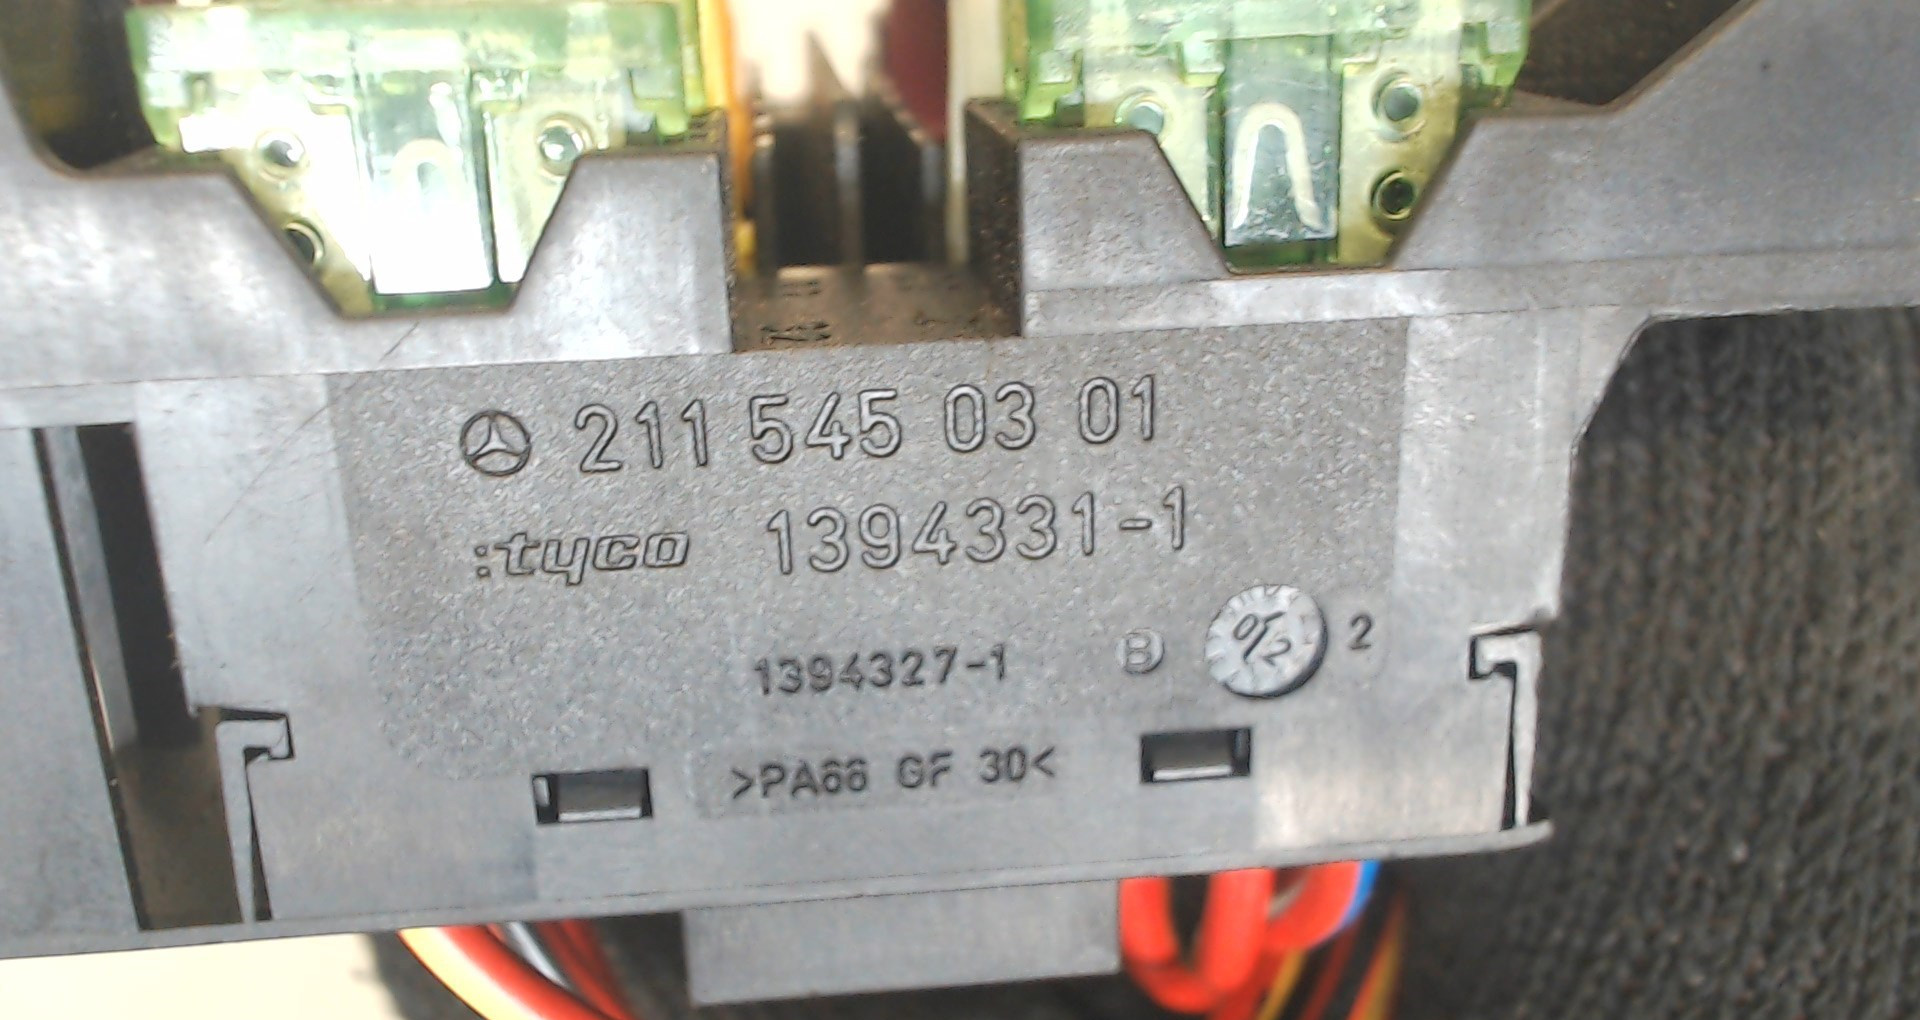 211 545 03 01
:tyco 1394331-1
1394327-1 B 2
>PA66 GF 30<